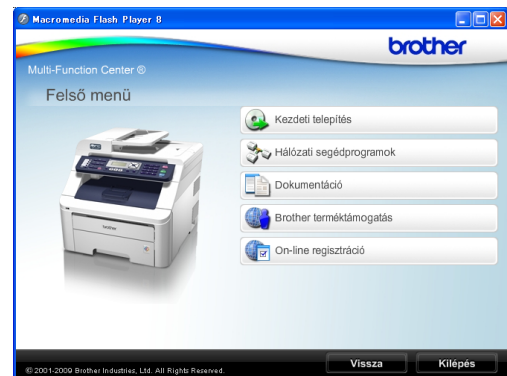 Macromedia Flash Player 8
brother
Multi-Function Center ®
Felső menü
Kezdeti telepítés
Hálózati segédprogramok
Dokumentáció
Brother terméktámogatás
On-line regisztráció
brother
Vissza
Kilépés
© 2001-2009 Brother Industries, Ltd. All Rights Reserved.